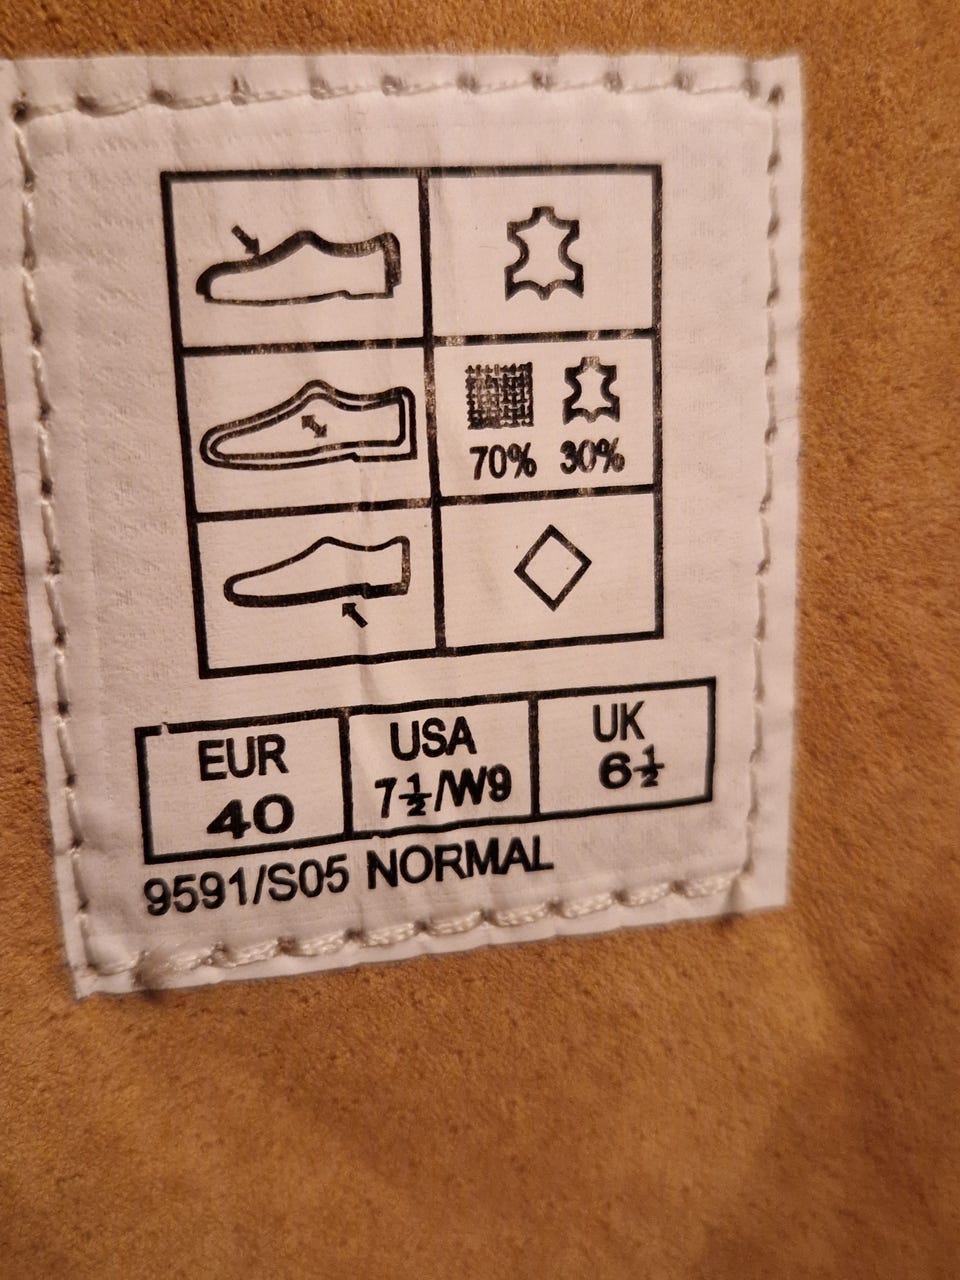 70% 30%
EUR USA UK
40 7½/W9 6½
9591/S05 NORMAL